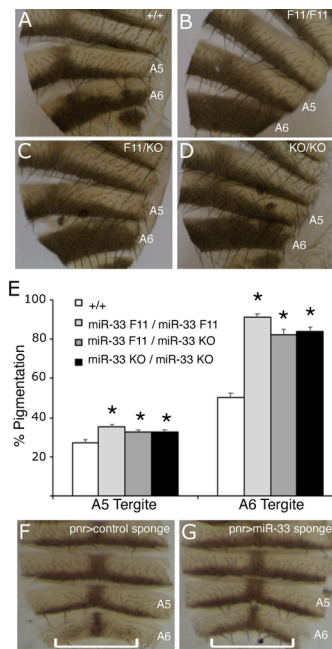 A
+/+
A5
A6
B
F11/F11
A5
A6
C
F11/KO
A5
A6
D
KO/KO
A5
A6
E
100
80
60
40
20
% Pigmentation
+/+
miR-33 F11 / miR-33 F11
miR-33 F11 / miR-33 KO
miR-33 KO / miR-33 KO
* * *
* * *
A5 Tergite
A6 Tergite
F
pnr>control sponge
A5
A6
G
pnr>miR-33 sponge
A5
A6